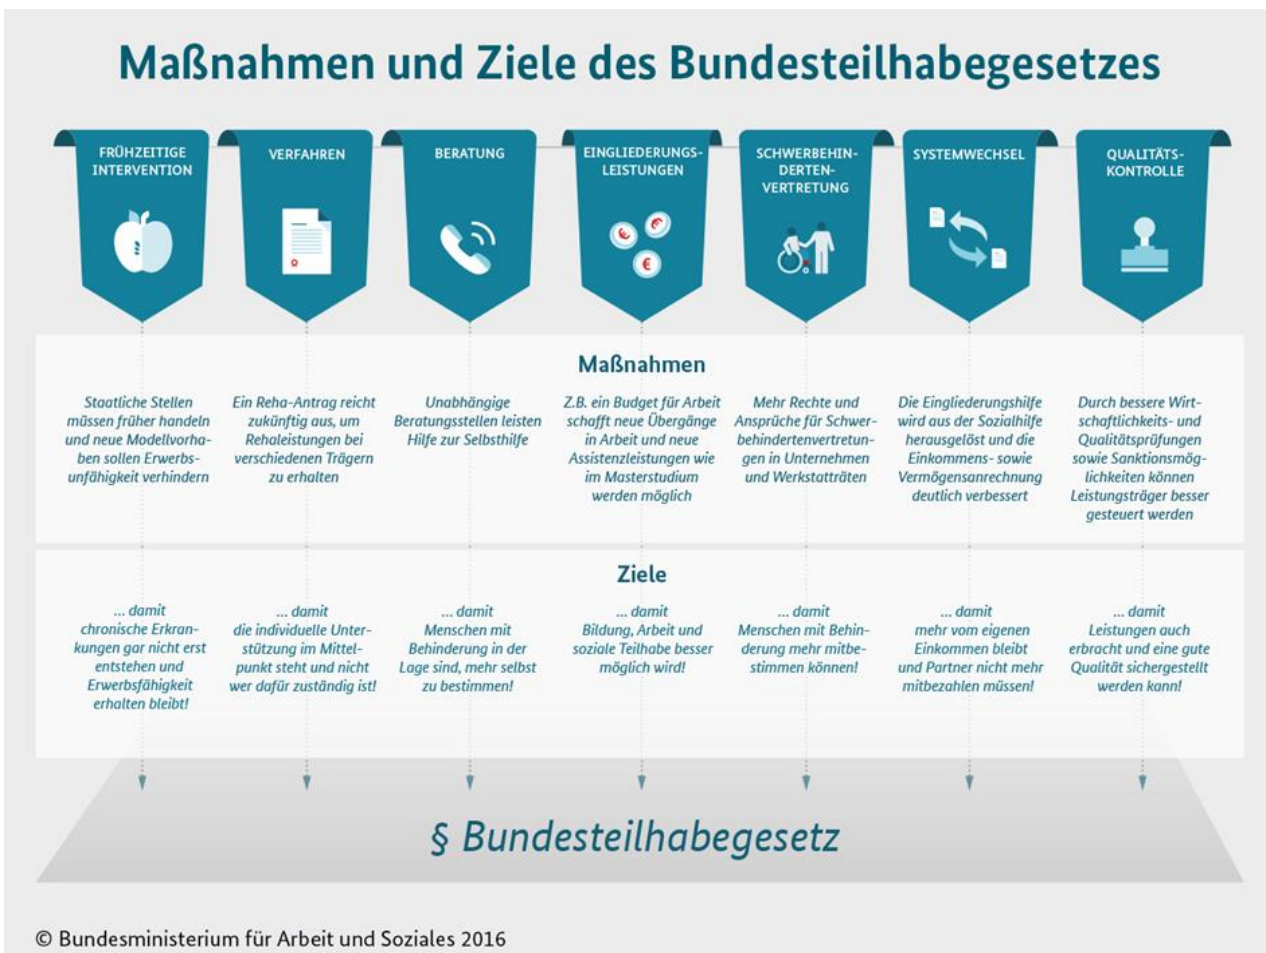 Maßnahmen und Ziele des Bundesteilhabegesetzes
FRÜHZEITIGE
INTERVENTION
VERFAHREN
BERATUNG
EINGLIEDERUNGS-
LEISTUNGEN
SCHWERBEHIN-
DERTEN-
VERTRETUNG
SYSTEMWECHSEL
QUALITÄTS-
KONTROLLE
€
€
€
Maßnahmen
Staatliche Stellen
müssen früher handeln
und neue Modellvorha-
ben sollen Erwerbs-
unfähigkeit verhindern
Ein Reha-Antrag reicht
zukünftig aus, um
Rehaleistungen bei
verschiedenen Trägern
zu erhalten
Unabhängige
Beratungsstellen leisten
Hilfe zur Selbsthilfe
Z.B. ein Budget für Arbeit
schafft neue Übergänge
in Arbeit und neue
Assistenzleistungen wie
im Masterstudium
werden möglich
Mehr Rechte und
Ansprüche für Schwer-
behindertenvertretun-
gen in Unternehmen
und Werkstatträten
Die Eingliederungshilfe
wird aus der Sozialhilfe
herausgelöst und die
Einkommens- sowie
Vermögensanrechnung
deutlich verbessert
Durch bessere Wirt-
schaftlichkeits- und
Qualitätsprüfungen
sowie Sanktionsmög-
lichkeiten können
Leistungsträger besser
gesteuert werden
Ziele
... damit
chronische Erkran-
kungen gar nicht erst
entstehen und
Erwerbsfähigkeit
erhalten bleibt!
... damit
die individuelle Unter-
stützung im Mittel-
punkt steht und nicht
wer dafür zuständig ist!
... damit
Menschen mit
Behinderung in der
Lage sind, mehr selbst
zu bestimmen!
... damit
Bildung, Arbeit und
soziale Teilhabe besser
möglich wird!
... damit
Menschen mit Behin-
derung mehr mitbe-
stimmen können!
... damit
mehr vom eigenen
Einkommen bleibt
und Partner nicht mehr
mitbezahlen müssen!
... damit
Leistungen auch
erbracht und eine gute
Qualität sichergestellt
werden kann!
§ Bundesteilhabegesetz
© Bundesministerium für Arbeit und Soziales 2016